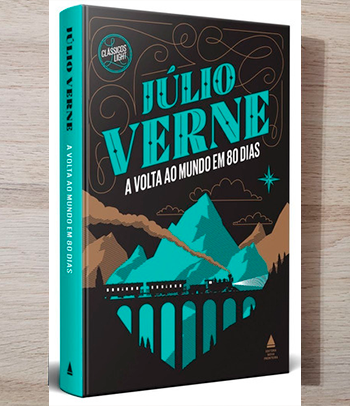 CLÁSSICOS
LIGHT
JÚLIO
VERNE
A VOLTA AO MUNDO EM 80 DIAS
JÚLIO VERNE
A VOLTA AO MUNDO EM 80 DIAS